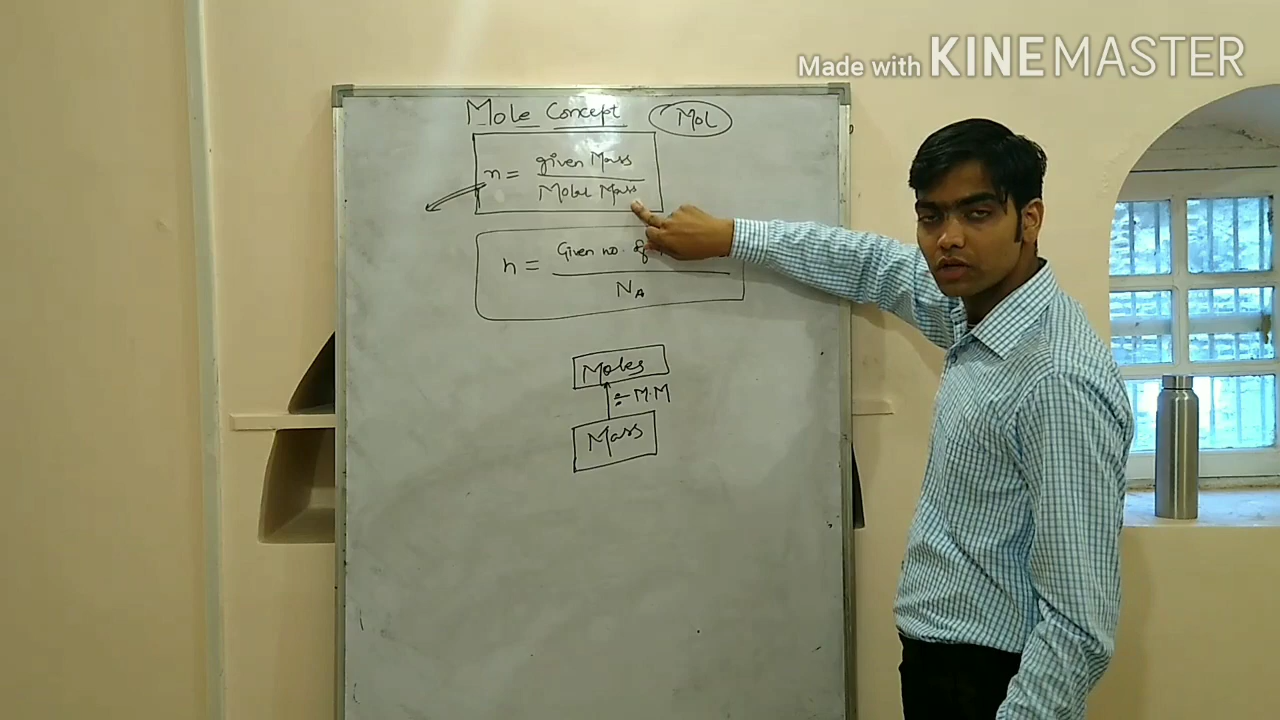 Made with KINEMASTER
Mole Concept Mol
n = given Mass
Molar Mass
n = Given no. of
NA
Moles
÷ M.M
Mass